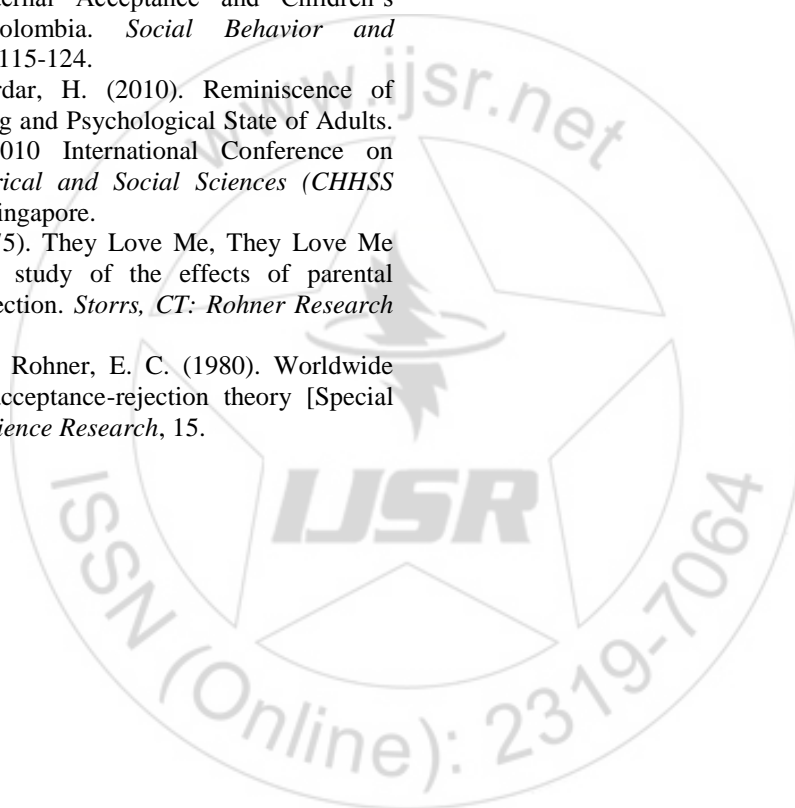 ternal Acceptance and Children's
olombia. Social Behavior and
115-124.
rdar, H. (2010). Reminiscence of
g and Psychological State of Adults.
010 International Conference on
rical and Social Sciences (CHHSS
ingapore.
75). They Love Me, They Love Me
study of the effects of parental
ection. Storrs, CT: Rohner Research
Rohner, E. C. (1980). Worldwide
acceptance-rejection theory [Special
ience Research, 15.
www.ijsr.net
IJSR
ISSN (Online): 2319-7064